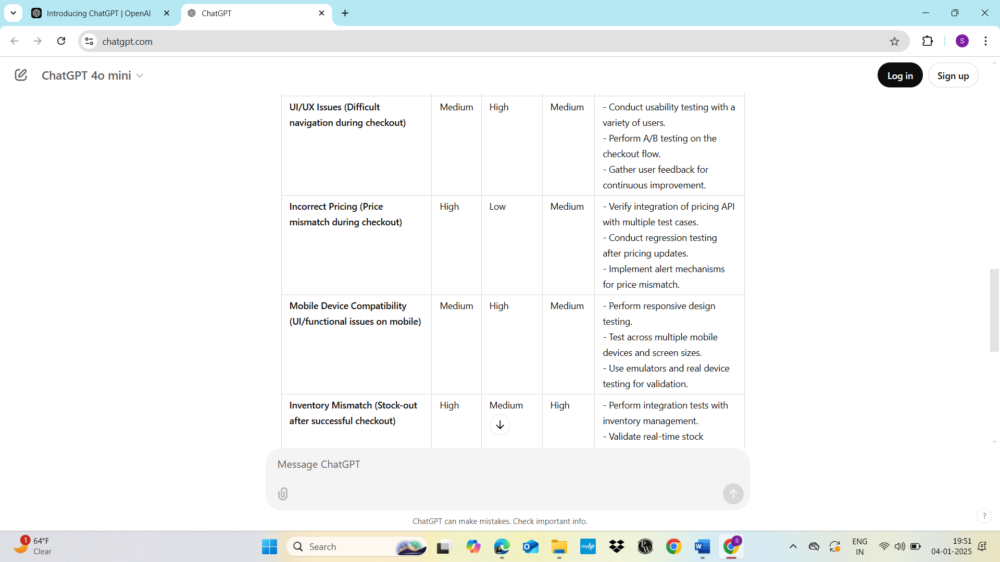 Introducing ChatGPT | OpenAI
ChatGPT
chatgpt.com
S
ChatGPT 4o mini
Log in
Sign up
UI/UX Issues (Difficult
navigation during checkout)
Medium
High
Medium
- Conduct usability testing with a
variety of users.
- Perform A/B testing on the
checkout flow.
- Gather user feedback for
continuous improvement.
Incorrect Pricing (Price
mismatch during checkout)
High
Low
Medium
- Verify integration of pricing API
with multiple test cases.
- Conduct regression testing
after pricing updates.
- Implement alert mechanisms
for price mismatch.
Mobile Device Compatibility
(UI/functional issues on mobile)
Medium
High
Medium
- Perform responsive design
testing.
- Test across multiple mobile
devices and screen sizes.
- Use emulators and real device
testing for validation.
Inventory Mismatch (Stock-out
after successful checkout)
High
Medium
High
- Perform integration tests with
inventory management.
- Validate real-time stock
Message ChatGPT
ChatGPT can make mistakes. Check important info.
?
1
64°F
Clear
Search
myhp
PW
W
S
ENG
IN
19:51
04-01-2025